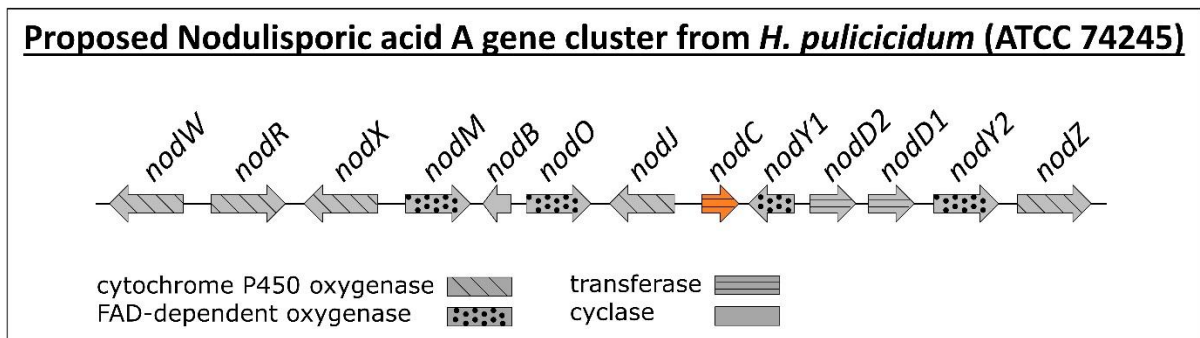 Proposed Nodulisporic acid A gene cluster from H. pulicicidum (ATCC 74245)
nodW nodR nodX nodM nodB nodO nodJ nodC nodY1 nodD2 nodD1 nodY2 nodZ
cytochrome P450 oxygenase transferase
FAD-dependent oxygenase cyclase